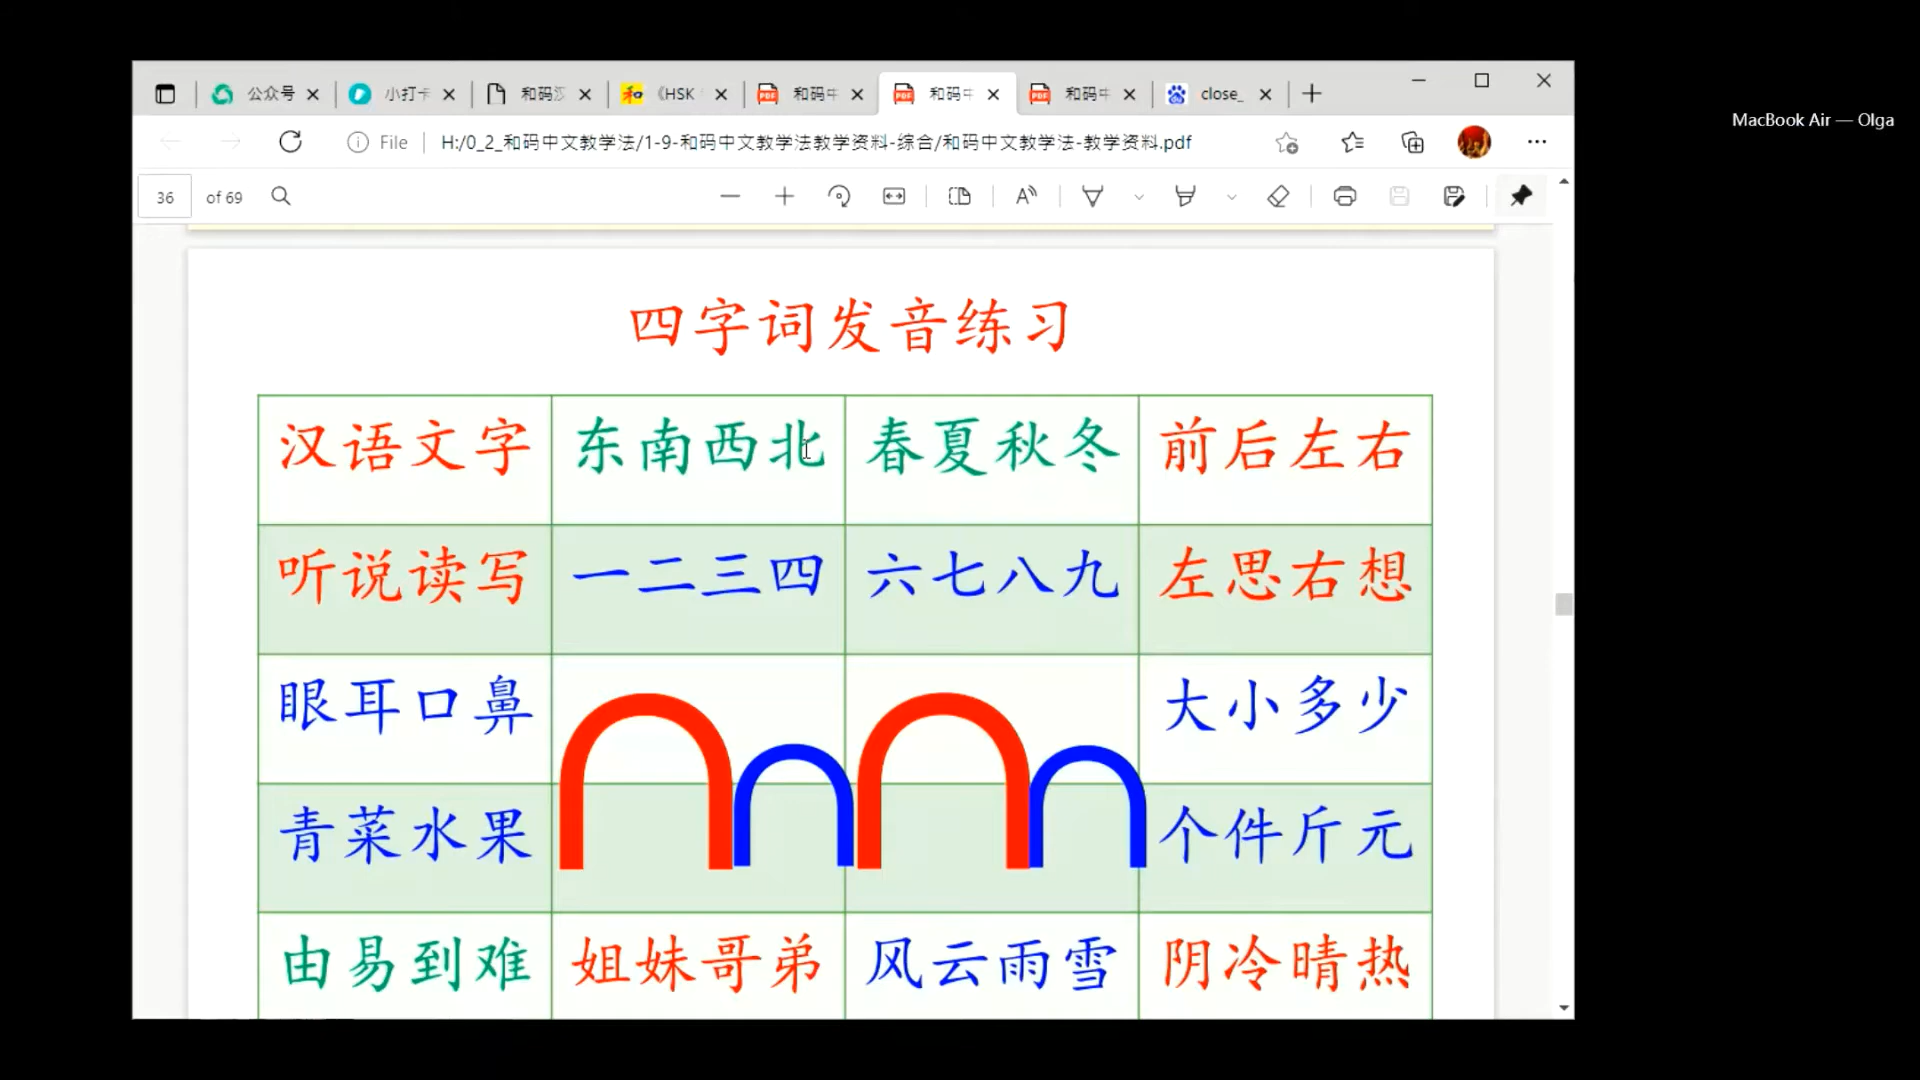 公众号
小打卡
和码汉
《HSK
和码中
和码中
和码中
close_
File
H:/0_2_和码中文教学法/1-9-和码中文教学法教学资料-综合/和码中文教学法-教学资料.pdf
MacBook Air — Olga
36 of 69
四字词发音练习
汉语文字 东南西北 春夏秋冬 前后左右
听说读写 一二三四 六七八九 左思右想
眼耳口鼻 大小多少
青菜水果 个件斤元
由易到难 姐妹哥弟 风云雨雪 阴冷晴热